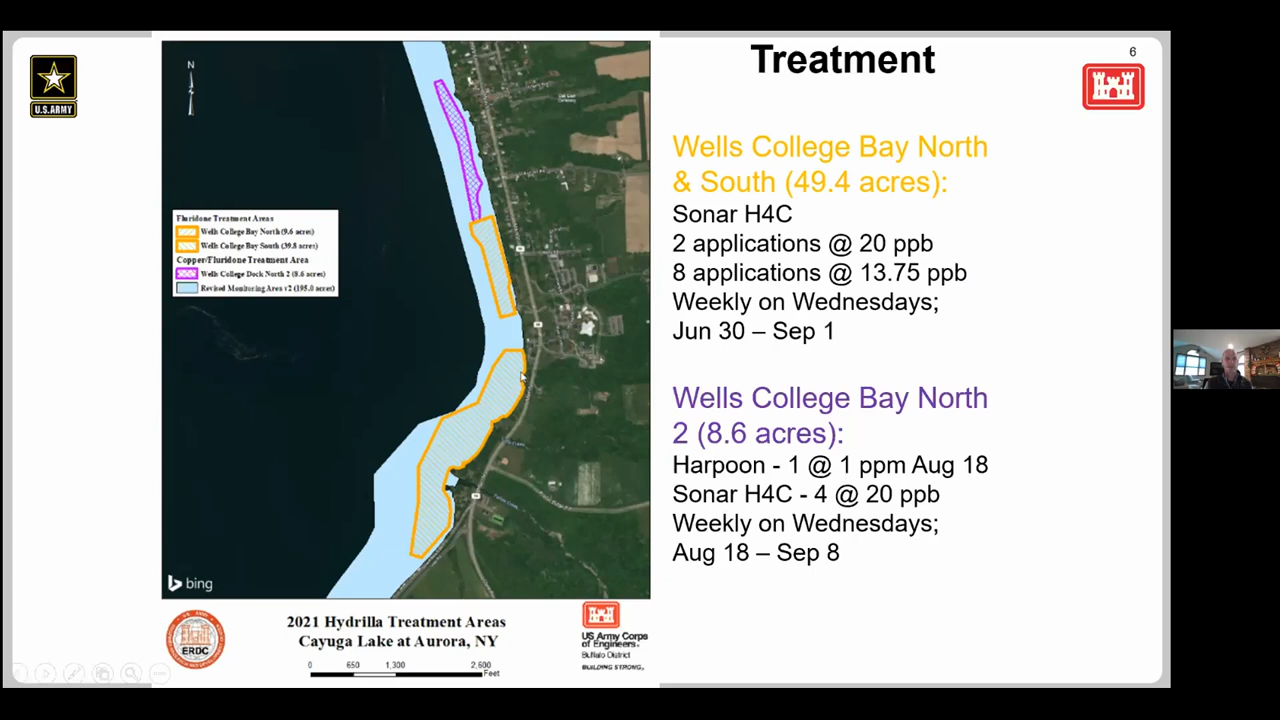 Treatment
6
U.S.ARMY
N
Fluridone Treatment Areas
Wells College Bay North (9.6 acres)
Wells College Bay South (39.8 acres)
Copper/Fluridone Treatment Area
Wells College Dock North 2 (8.6 acres)
Revised Monitoring Area v2 (195.0 acres)
bing
Wells College Bay North
& South (49.4 acres):
Sonar H4C
2 applications @ 20 ppb
8 applications @ 13.75 ppb
Weekly on Wednesdays;
Jun 30 – Sep 1
Wells College Bay North
2 (8.6 acres):
Harpoon - 1 @ 1 ppm Aug 18
Sonar H4C - 4 @ 20 ppb
Weekly on Wednesdays;
Aug 18 – Sep 8
ERDC
2021 Hydrilla Treatment Areas
Cayuga Lake at Aurora, NY
0 650 1,300 2,600
Feet
US Army Corps
of Engineers.
Buffalo District
BUILDING STRONG.